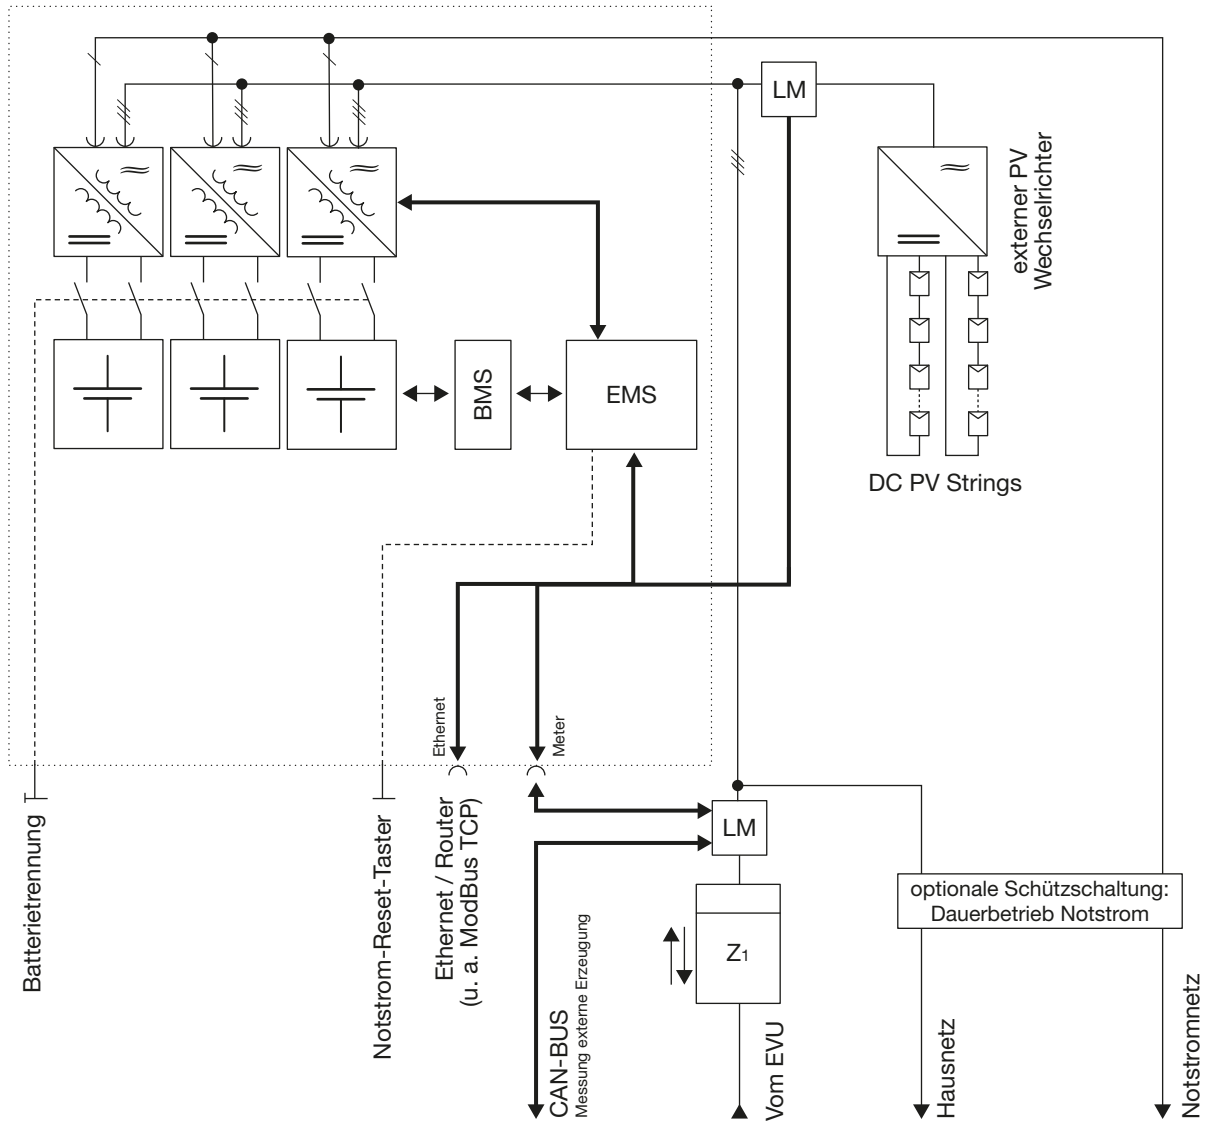 LM
externer PV
Wechselrichter
BMS
EMS
DC PV Strings
Ethernet
Meter
Batterietrennung
Notstrom-Reset-Taster
Ethernet / Router
(u. a. ModBus TCP)
LM
optionale Schützschaltung:
Dauerbetrieb Notstrom
Z1
CAN-BUS
Messung externe Erzeugung
Vom EVU
Hausnetz
Notstromnetz